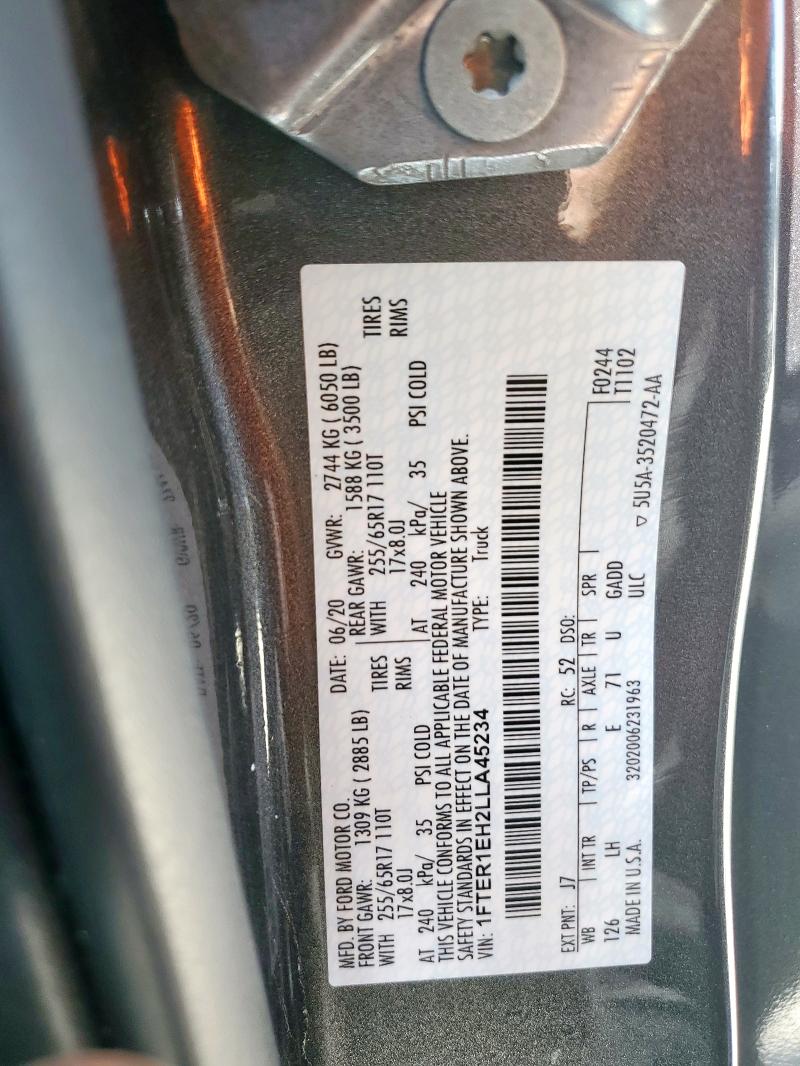 MFD. BY FORD MOTOR CO.
DATE: 06/20 GVWR: 2744 KG ( 6050 LB)
FRONT GAWR: 1309 KG ( 2885 LB) REAR GAWR: 1588 KG ( 3500 LB)
WITH 255/65R17 110T TIRES WITH 255/65R17 110T TIRES
17x8.0J RIMS 17x8.0J RIMS
AT 240 kPa/ 35 PSI COLD AT 240 kPa/ 35 PSI COLD
THIS VEHICLE CONFORMS TO ALL APPLICABLE FEDERAL MOTOR VEHICLE
SAFETY STANDARDS IN EFFECT ON THE DATE OF MANUFACTURE SHOWN ABOVE.
VIN: 1FTER1EH2LLA45234 TYPE: Truck
EXT PNT: J7 RC: 52 DSO:
WB INT TR TP/PS R AXLE TR SPR F0244
126 LH E 71 U GADD T1102
ULC
MADE IN U.S.A. 3202006231963 ▽ 5U5A-3520472-AA